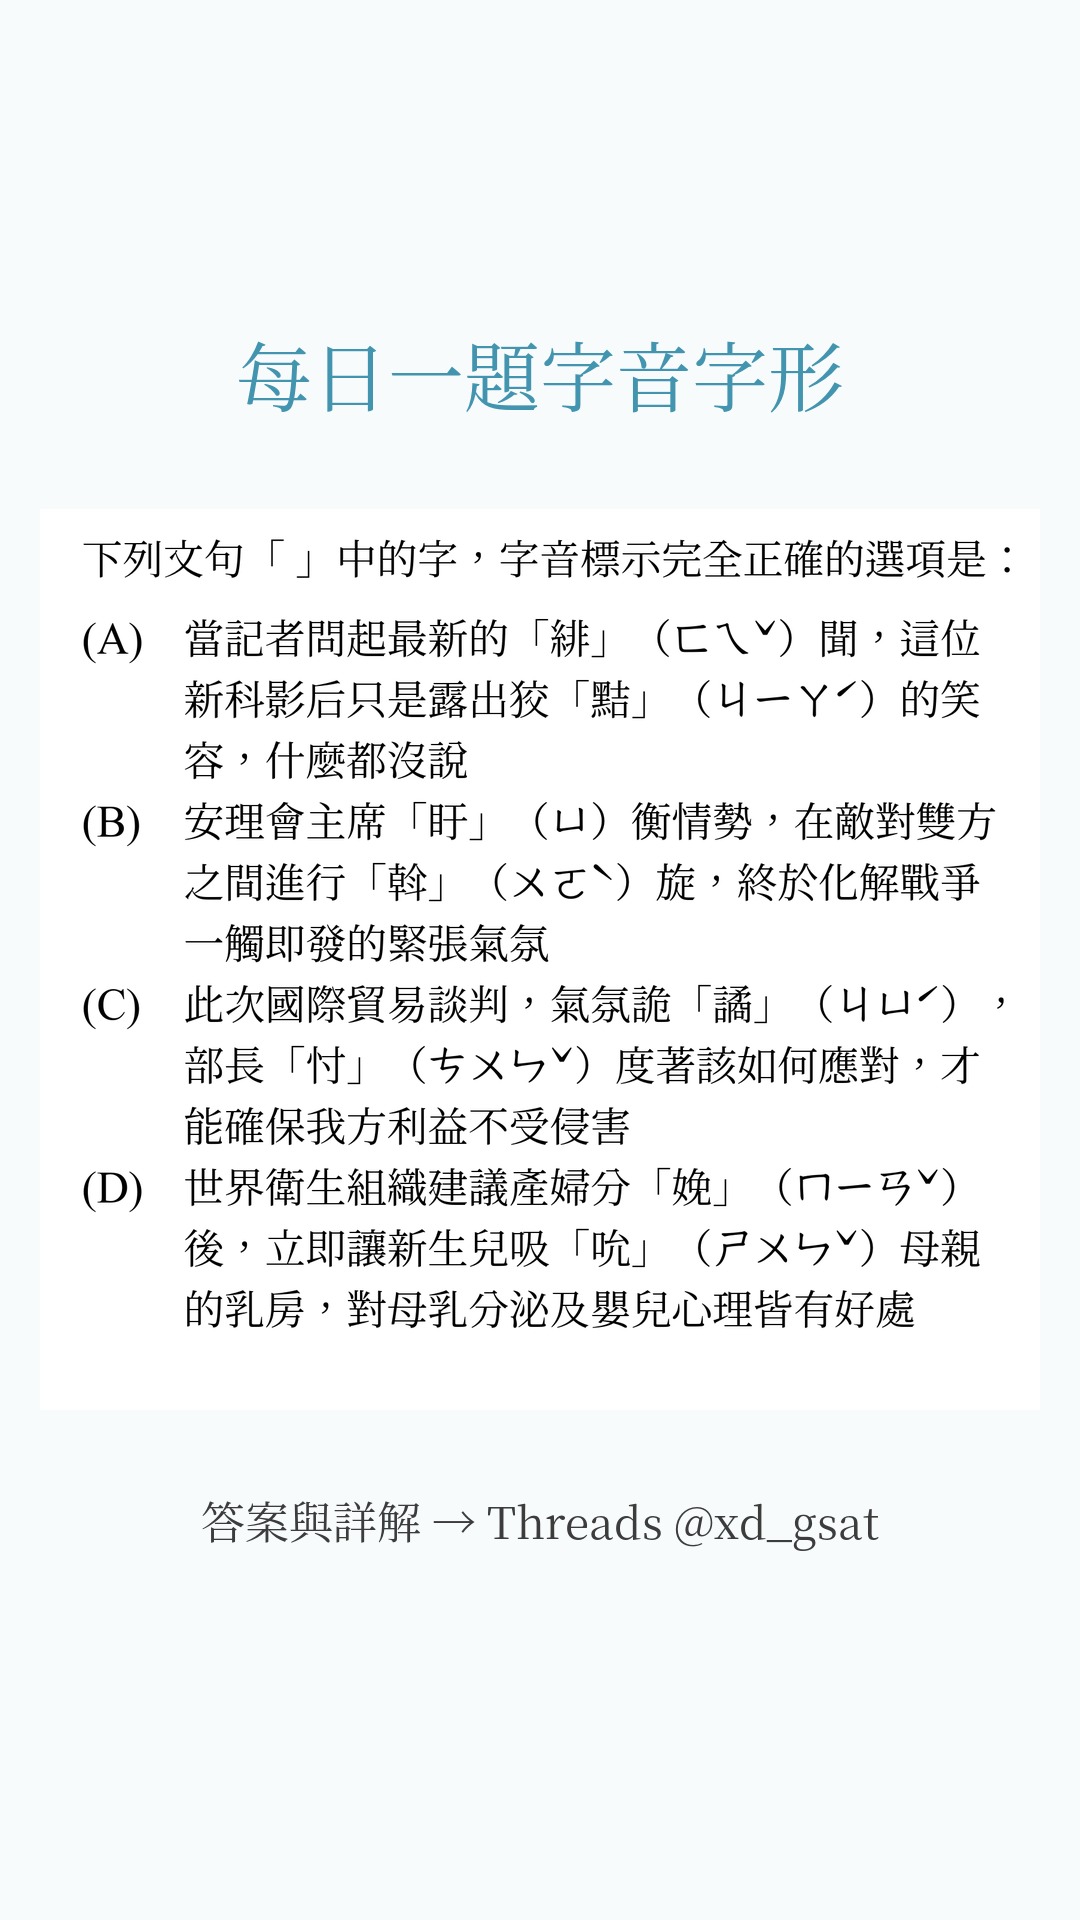 每日一題字音字形
下列文句「 」中的字，字音標示完全正確的選項是：
(A) 當記者問起最新的「緋」（ㄈㄟˇ）聞，這位
新科影后只是露出狡「黠」（ㄐㄧㄚˊ）的笑
容，什麼都沒說
(B) 安理會主席「盱」（ㄩ）衡情勢，在敵對雙方
之間進行「斡」（ㄨㄛˋ）旋，終於化解戰爭
一觸即發的緊張氣氛
(C) 此次國際貿易談判，氣氛詭「譎」（ㄐㄩˊ），
部長「忖」（ㄘㄨㄣˇ）度著該如何應對，才
能確保我方利益不受侵害
(D) 世界衛生組織建議產婦分「娩」（ㄇㄧㄢˇ）
後，立即讓新生兒吸「吮」（ㄕㄨㄣˇ）母親
的乳房，對母乳分泌及嬰兒心理皆有好處
答案與詳解 → Threads @xd_gsat